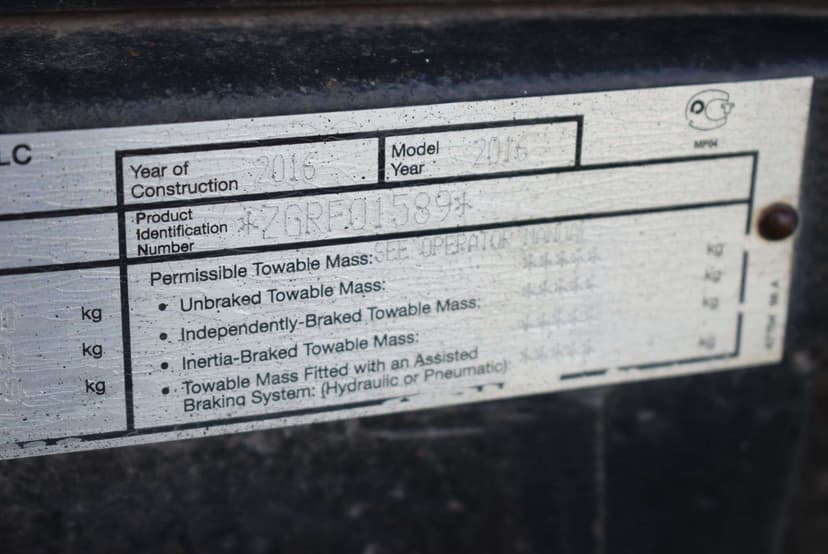 LC
Year of
Construction 2016
Model
Year 2016
MP04
Product
Identification
Number *ZGRF01589*
Permissible Towable Mass: SEE OPERATOR MANUAL
• Unbraked Towable Mass: ***** kg
• Independently-Braked Towable Mass: ***** kg
• Inertia-Braked Towable Mass: ***** kg
• Towable Mass Fitted with an Assisted
Braking System: (Hydraulic or Pneumatic): ***** kg
kg
kg
kg